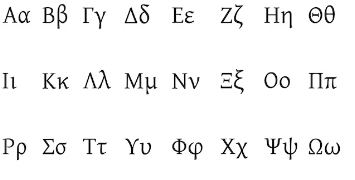 Αα Ββ Γγ Δδ Εε Ζζ Ηη Θθ
Ιι Κκ Λλ Μμ Νν Ξξ Οο Ππ
Ρρ Σσ Ττ Υυ Φφ Χχ Ψψ Ωω